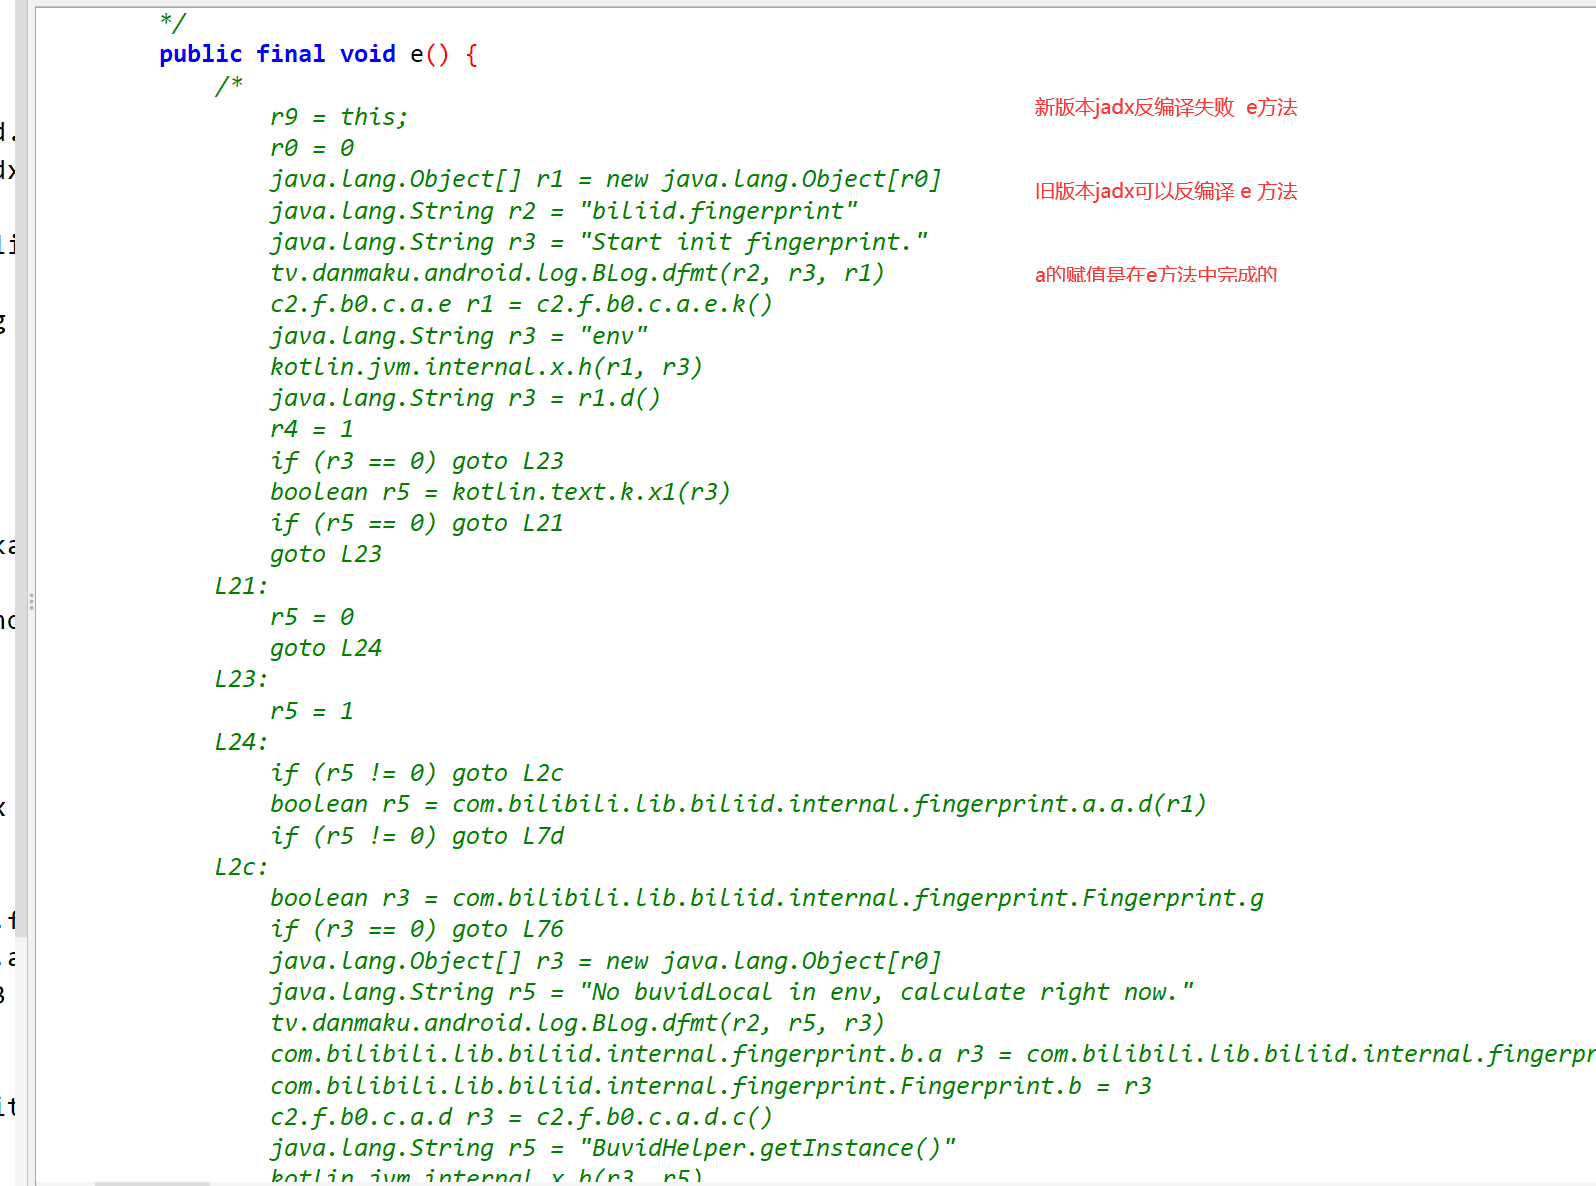 */
public final void e() {
/*
r9 = this;
r0 = 0
java.lang.Object[] r1 = new java.lang.Object[r0]
java.lang.String r2 = "biliid.fingerprint"
java.lang.String r3 = "Start init fingerprint."
tv.danmaku.android.log.BLog.dfmt(r2, r3, r1)
c2.f.b0.c.a.e r1 = c2.f.b0.c.a.e.k()
java.lang.String r3 = "env"
kotlin.jvm.internal.x.h(r1, r3)
java.lang.String r3 = r1.d()
r4 = 1
if (r3 == 0) goto L23
boolean r5 = kotlin.text.k.x1(r3)
if (r5 == 0) goto L21
goto L23
L21:
r5 = 0
goto L24
L23:
r5 = 1
L24:
if (r5 != 0) goto L2c
boolean r5 = com.bilibili.lib.biliid.internal.fingerprint.a.a.d(r1)
if (r5 != 0) goto L7d
L2c:
boolean r3 = com.bilibili.lib.biliid.internal.fingerprint.Fingerprint.g
if (r3 == 0) goto L76
java.lang.Object[] r3 = new java.lang.Object[r0]
java.lang.String r5 = "No buvidLocal in env, calculate right now."
tv.danmaku.android.log.BLog.dfmt(r2, r5, r3)
com.bilibili.lib.biliid.internal.fingerprint.b.a r3 = com.bilibili.lib.biliid.internal.fingerpr
com.bilibili.lib.biliid.internal.fingerprint.Fingerprint.b = r3
c2.f.b0.c.a.d r3 = c2.f.b0.c.a.d.c()
java.lang.String r5 = "BuvidHelper.getInstance()"
kotlin.jvm.internal.x.h(r3, r5)
新版本jadx反编译失败 e方法
旧版本jadx可以反编译 e 方法
a的赋值是在e方法中完成的